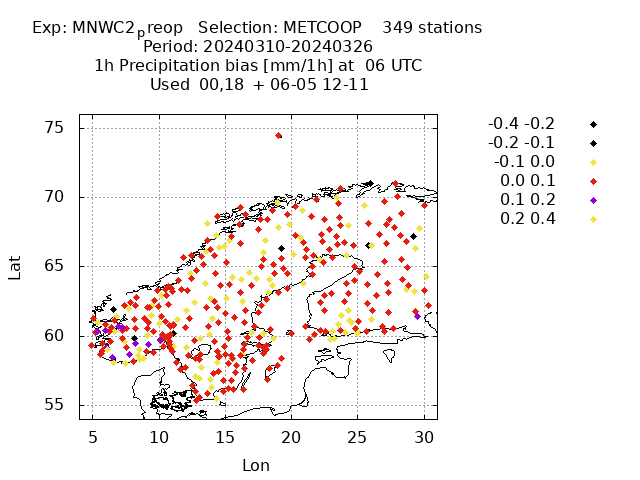 Exp: MNWC2preop   Selection: METCOOP    349 stations
Period: 20240310-20240326
1h Precipitation bias [mm/1h] at  06 UTC
Used  00,18  + 06-05 12-11
-0.4 -0.2
-0.2 -0.1
-0.1 0.0
0.0 0.1
0.1 0.2
0.2 0.4
75
70
65
60
55
Lat
5 10 15 20 25 30
Lon